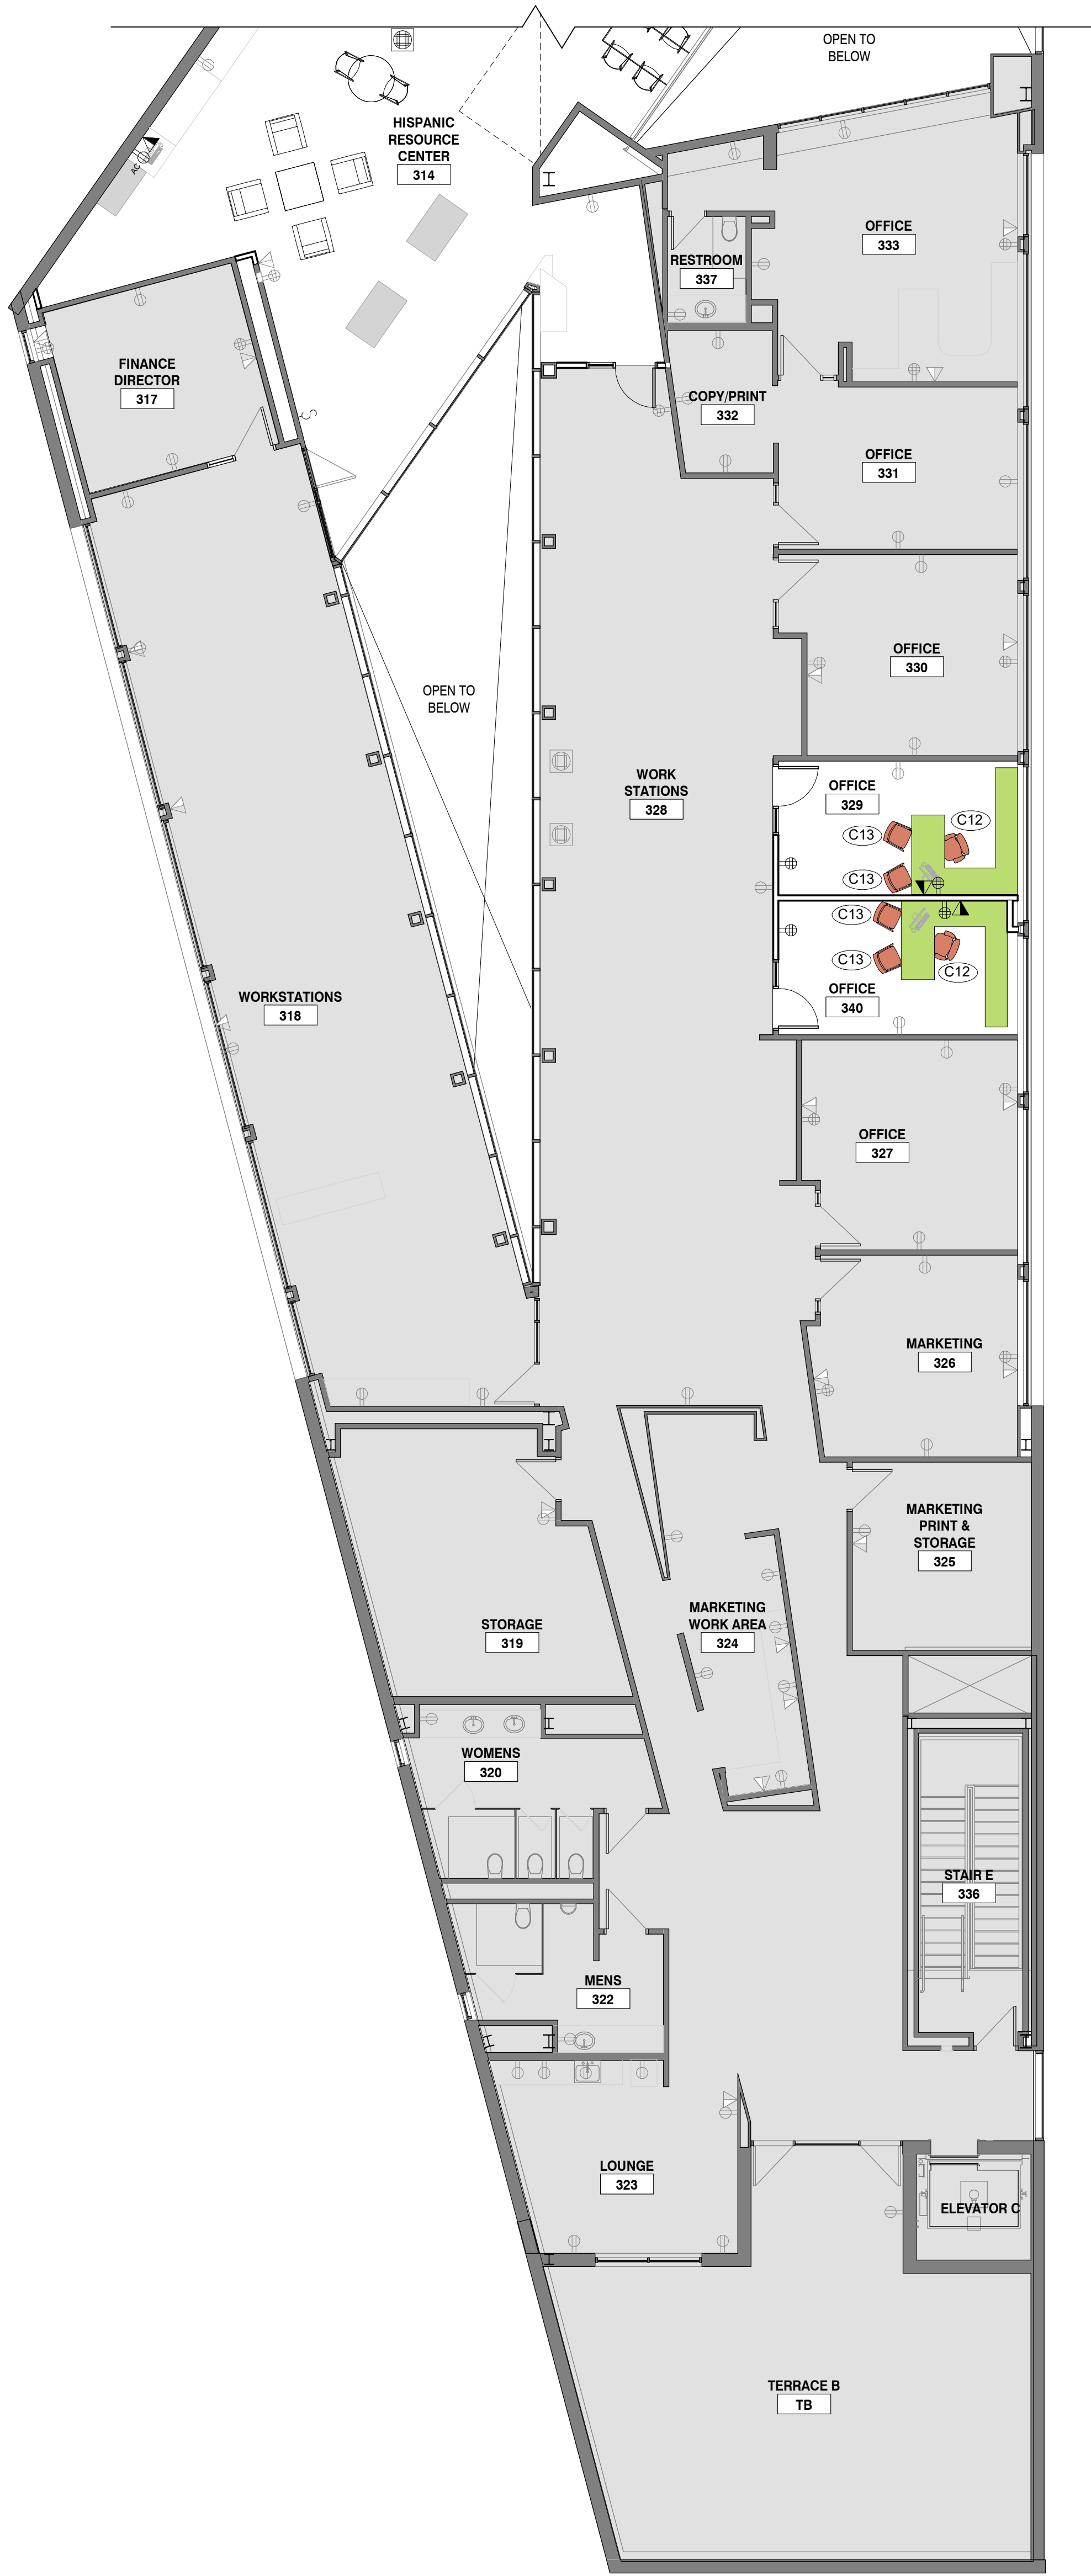 OPEN TO
BELOW
HISPANIC
RESOURCE
CENTER
314
AC
OFFICE
333
RESTROOM
337
FINANCE
DIRECTOR
317
COPY/PRINT
332
S
OFFICE
331
OFFICE
330
OPEN TO
BELOW
WORK
STATIONS
328
OFFICE
329
C13
C12
C13
C13
C13
C12
OFFICE
340
WORKSTATIONS
318
OFFICE
327
MARKETING
326
MARKETING
PRINT &
STORAGE
325
MARKETING
WORK AREA
324
STORAGE
319
WOMENS
320
STAIR E
336
MENS
322
LOUNGE
323
ELEVATOR C
TERRACE B
TB